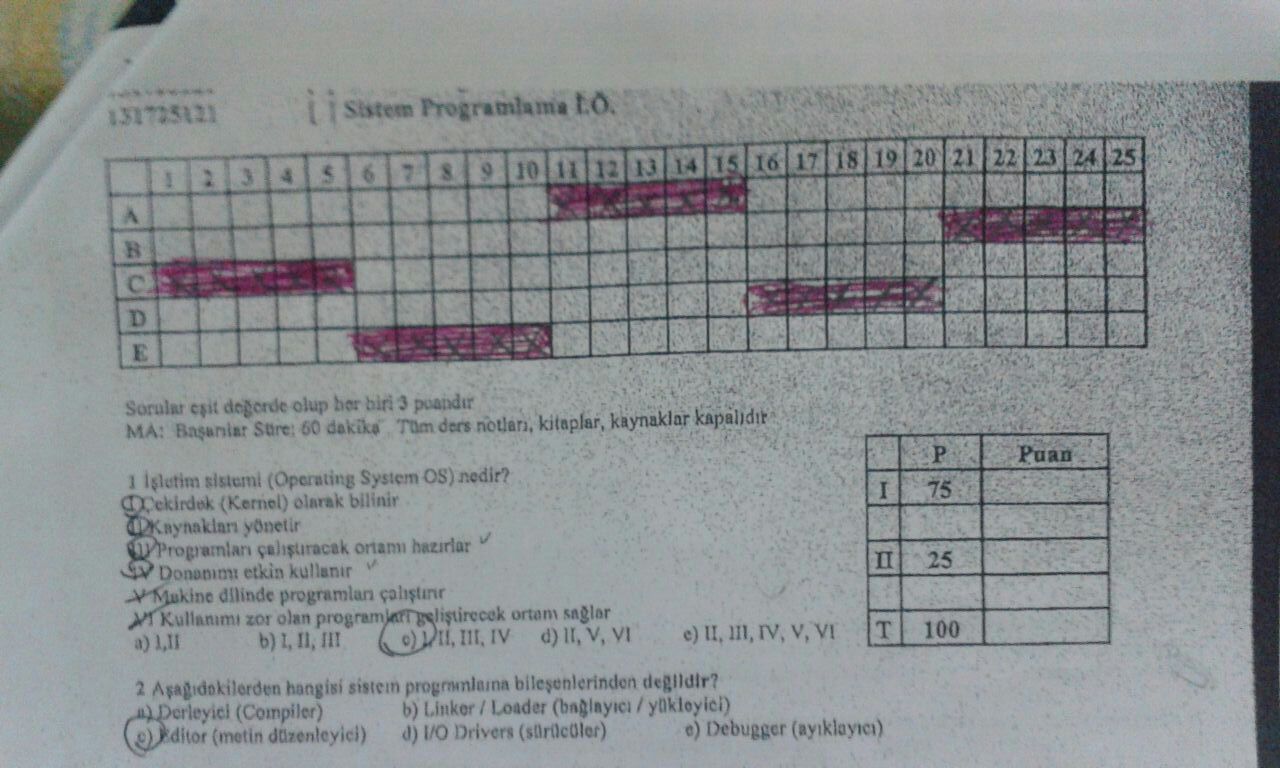 131725121 Sistem Programlama İ.Ö.
1 2 3 4 5 6 7 8 9 10 11 12 13 14 15 16 17 18 19 20 21 22 23 24 25
A
B
C
D
E
Sorular eşit değerde olup her biri 3 puandır
MA: Başarılar Süre: 60 dakika Tüm ders notları, kitaplar, kaynaklar kapalıdır
P Puan
I 75
II 25
T 100
1 İşletim sistemi (Operating System OS) nedir?
I Çekirdek (Kernel) olarak bilinir
II Kaynakları yönetir
III Programları çalıştıracak ortamı hazırlar
IV Donanımı etkin kullanır
V Makine dilinde programları çalıştırır
VI Kullanımı zor olan programları geliştirecek ortam sağlar
a) I,II b) I, II, III c) I, II, III, IV d) II, V, VI e) II, III, IV, V, VI
2 Aşağıdakilerden hangisi sistem programlama bileşenlerinden değildir?
a) Derleyici (Compiler) b) Linker / Loader (bağlayıcı / yükleyici)
c) Editor (metin düzenleyici) d) I/O Drivers (sürücüler) e) Debugger (ayıklayıcı)